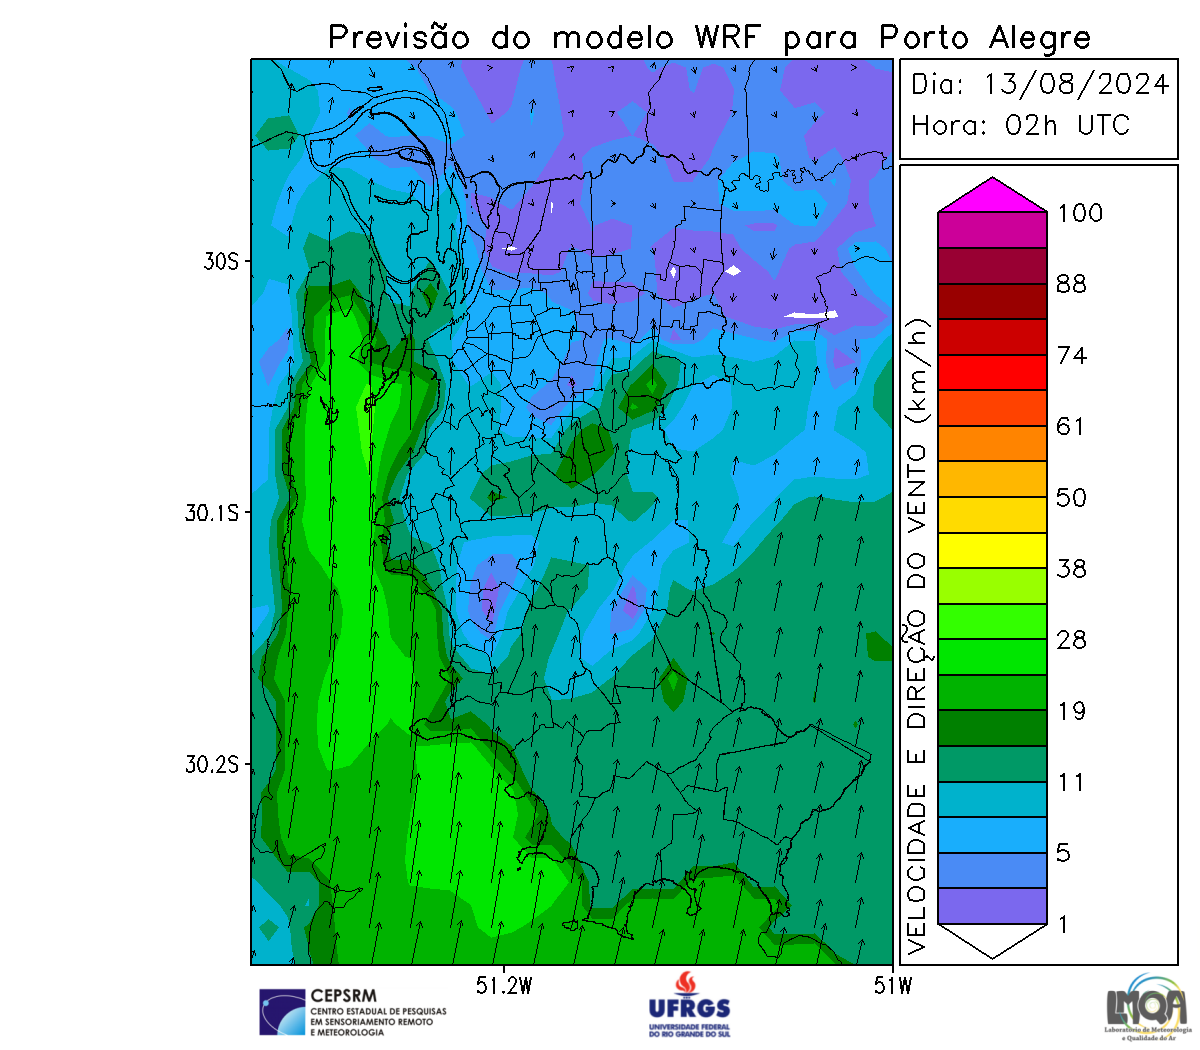 Previsão do modelo WRF para Porto Alegre
Dia: 13/08/2024
Hora: 02h UTC
30S
30.1S
30.2S
51.2W
51W
VELOCIDADE E DIREÇÃO DO VENTO (km/h)
100
88
74
61
50
38
28
19
11
5
1
CEPSRM
CENTRO ESTADUAL DE PESQUISAS
EM SENSORIAMENTO REMOTO
E METEOROLOGIA
UFRGS
UNIVERSIDADE FEDERAL
DO RIO GRANDE DO SUL
LMQA
Laboratório de Meteorologia
e Qualidade do Ar